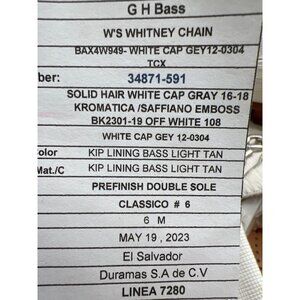 G H Bass
W'S WHITNEY CHAIN
BAX4W949- WHITE CAP GEY12-0304
TCX
ber: 34871-591
SOLID HAIR WHITE CAP GRAY 16-18
KROMATICA /SAFFIANO EMBOSS
BK2301-19 OFF WHITE 108
WHITE CAP GEY 12-0304
olor KIP LINING BASS LIGHT TAN
Mat./C KIP LINING BASS LIGHT TAN
PREFINISH DOUBLE SOLE
CLASSICO # 6
6 M
MAY 19 , 2023
El Salvador
Duramas S.A de C.V
LINEA 7280